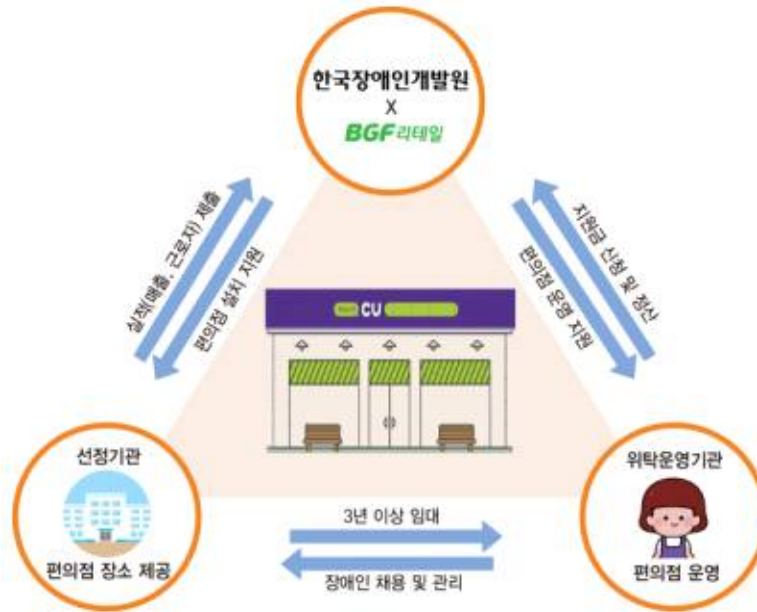 한국장애인개발원
X
BGF 리테일
실적(매출, 근로자) 제출
편의점 설치 지원
지원금 신청 및 정산
편의점 운영 지원
CU
선정기관
편의점 장소 제공
3년 이상 임대
장애인 채용 및 관리
위탁운영기관
편의점 운영